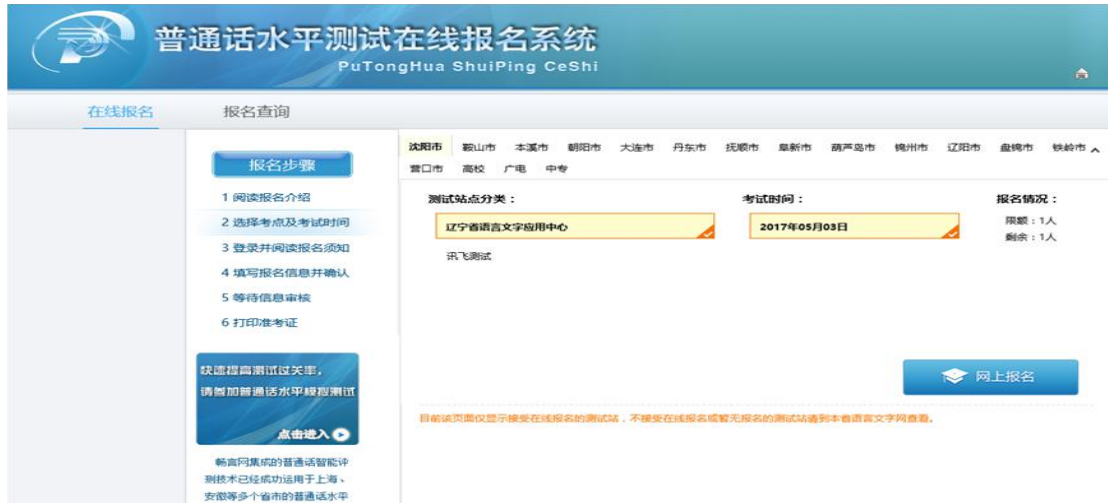 普通话水平测试在线报名系统
PuTongHua ShuiPing CeShi
在线报名 报名查询
报名步骤
1 阅读报名介绍
2 选择考点及考试时间
3 登录并阅读报名须知
4 填写报名信息并确认
5 等待信息审核
6 打印准考证
快速提高测试过关率，
请参加普通话水平模拟测试
点击进入
畅言网集成的普通话智能评
测技术已经成功运用于上海、
安徽等多个省市的普通话水平
沈阳市 鞍山市 本溪市 朝阳市 大连市 丹东市 抚顺市 阜新市 葫芦岛市 锦州市 辽阳市 盘锦市 铁岭市
营口市 高校 广电 中专
测试站点分类： 考试时间： 报名情况：
辽宁省语言文字应用中心 2017年05月03日 限额：1人
剩余：1人
讯飞测试
网上报名
目前该页面仅显示接受在线报名的测试站，不接受在线报名或暂无报名的测试站请到本省语言文字网查看。